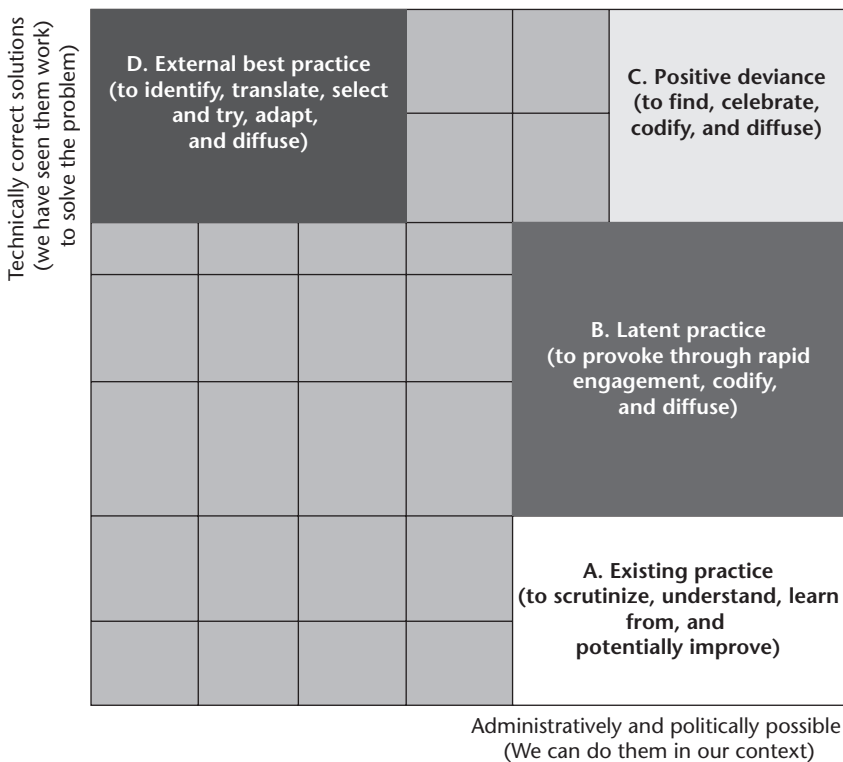 Technically correct solutions
(we have seen them work)
to solve the problem)
D. External best practice
(to identify, translate, select
and try, adapt,
and diffuse)
C. Positive deviance
(to find, celebrate,
codify, and diffuse)
B. Latent practice
(to provoke through rapid
engagement, codify,
and diffuse)
A. Existing practice
(to scrutinize, understand, learn
from, and
potentially improve)
Administratively and politically possible
(We can do them in our context)